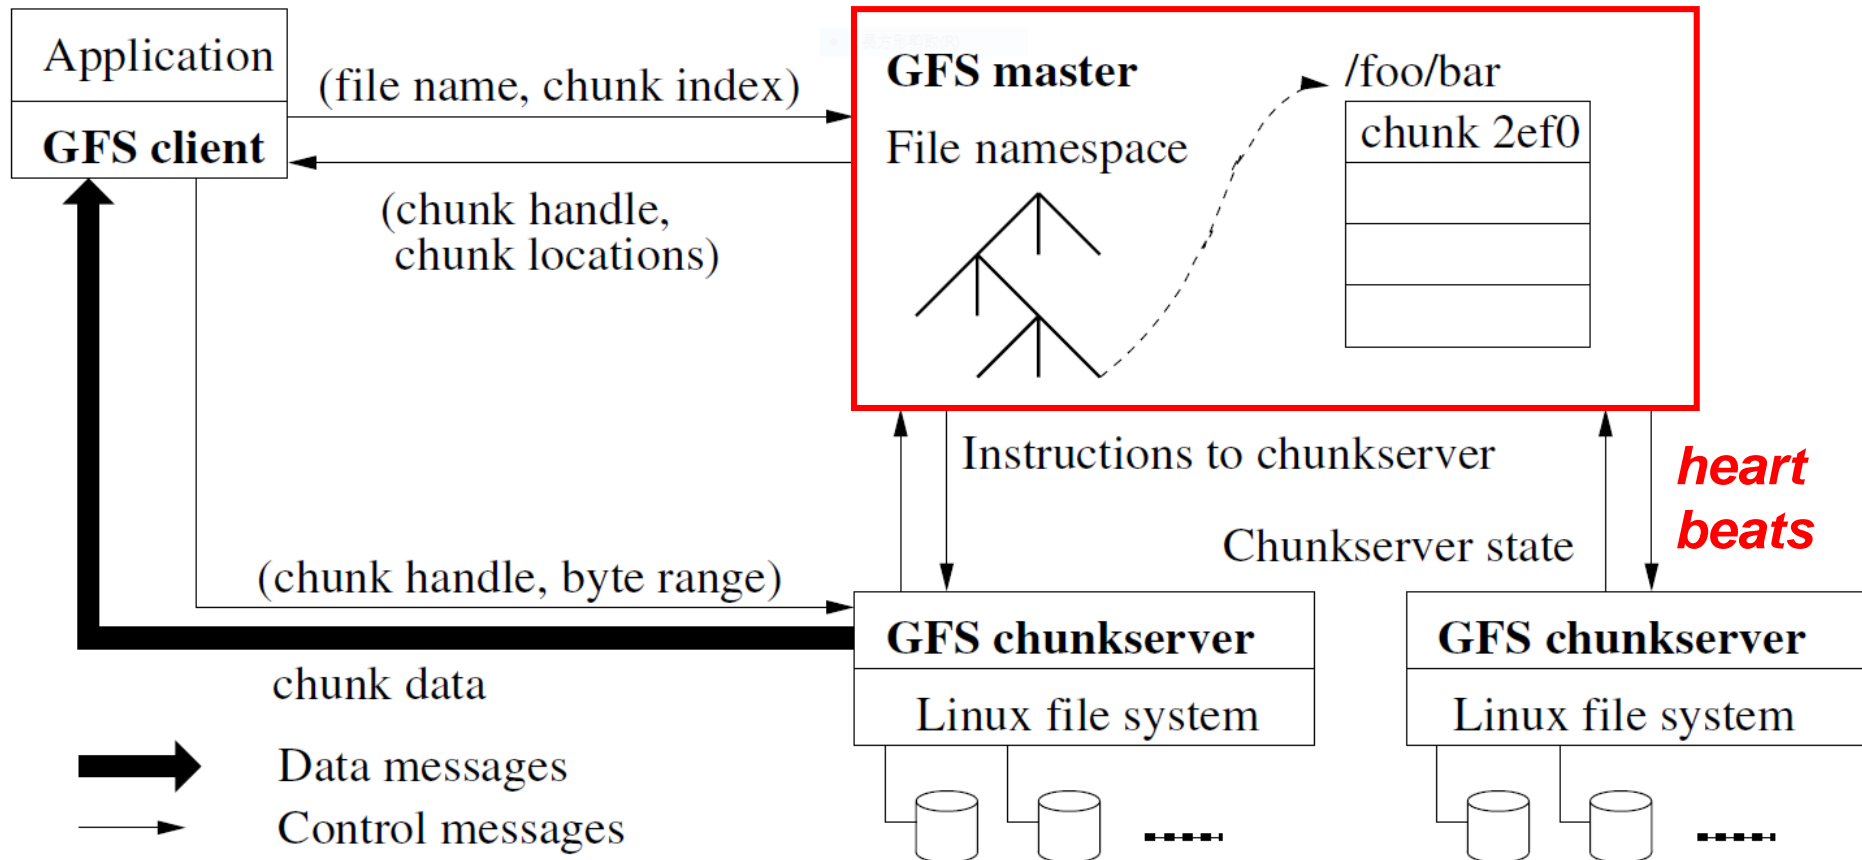 Application
GFS client
(file name, chunk index)
(chunk handle,
chunk locations)
GFS master
File namespace
/foo/bar
chunk 2ef0
Instructions to chunkserver
heart
beats
Chunkserver state
(chunk handle, byte range)
chunk data
GFS chunkserver
Linux file system
GFS chunkserver
Linux file system
Data messages
Control messages